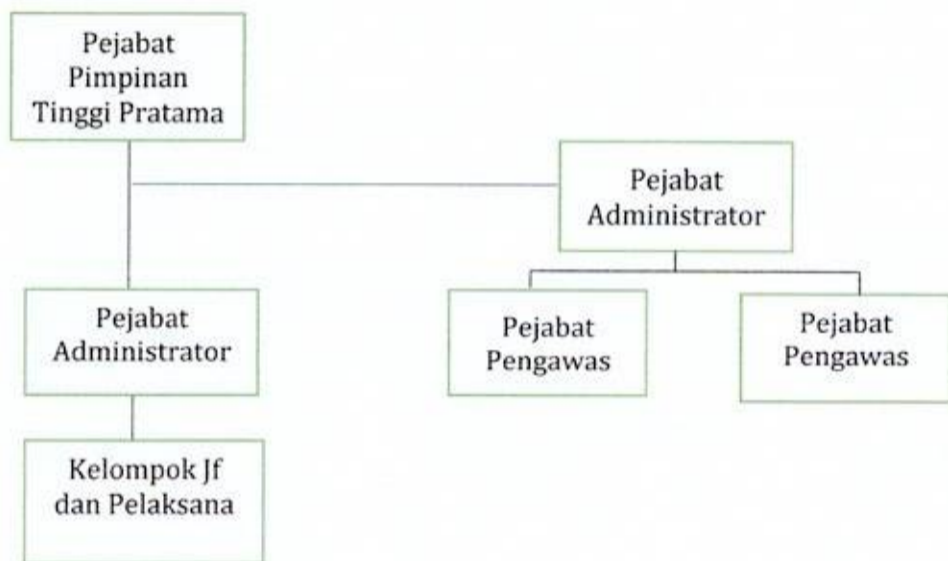 Pejabat
Pimpinan
Tinggi Pratama
Pejabat
Administrator
Pejabat
Administrator
Pejabat
Pengawas
Pejabat
Pengawas
Kelompok Jf
dan Pelaksana